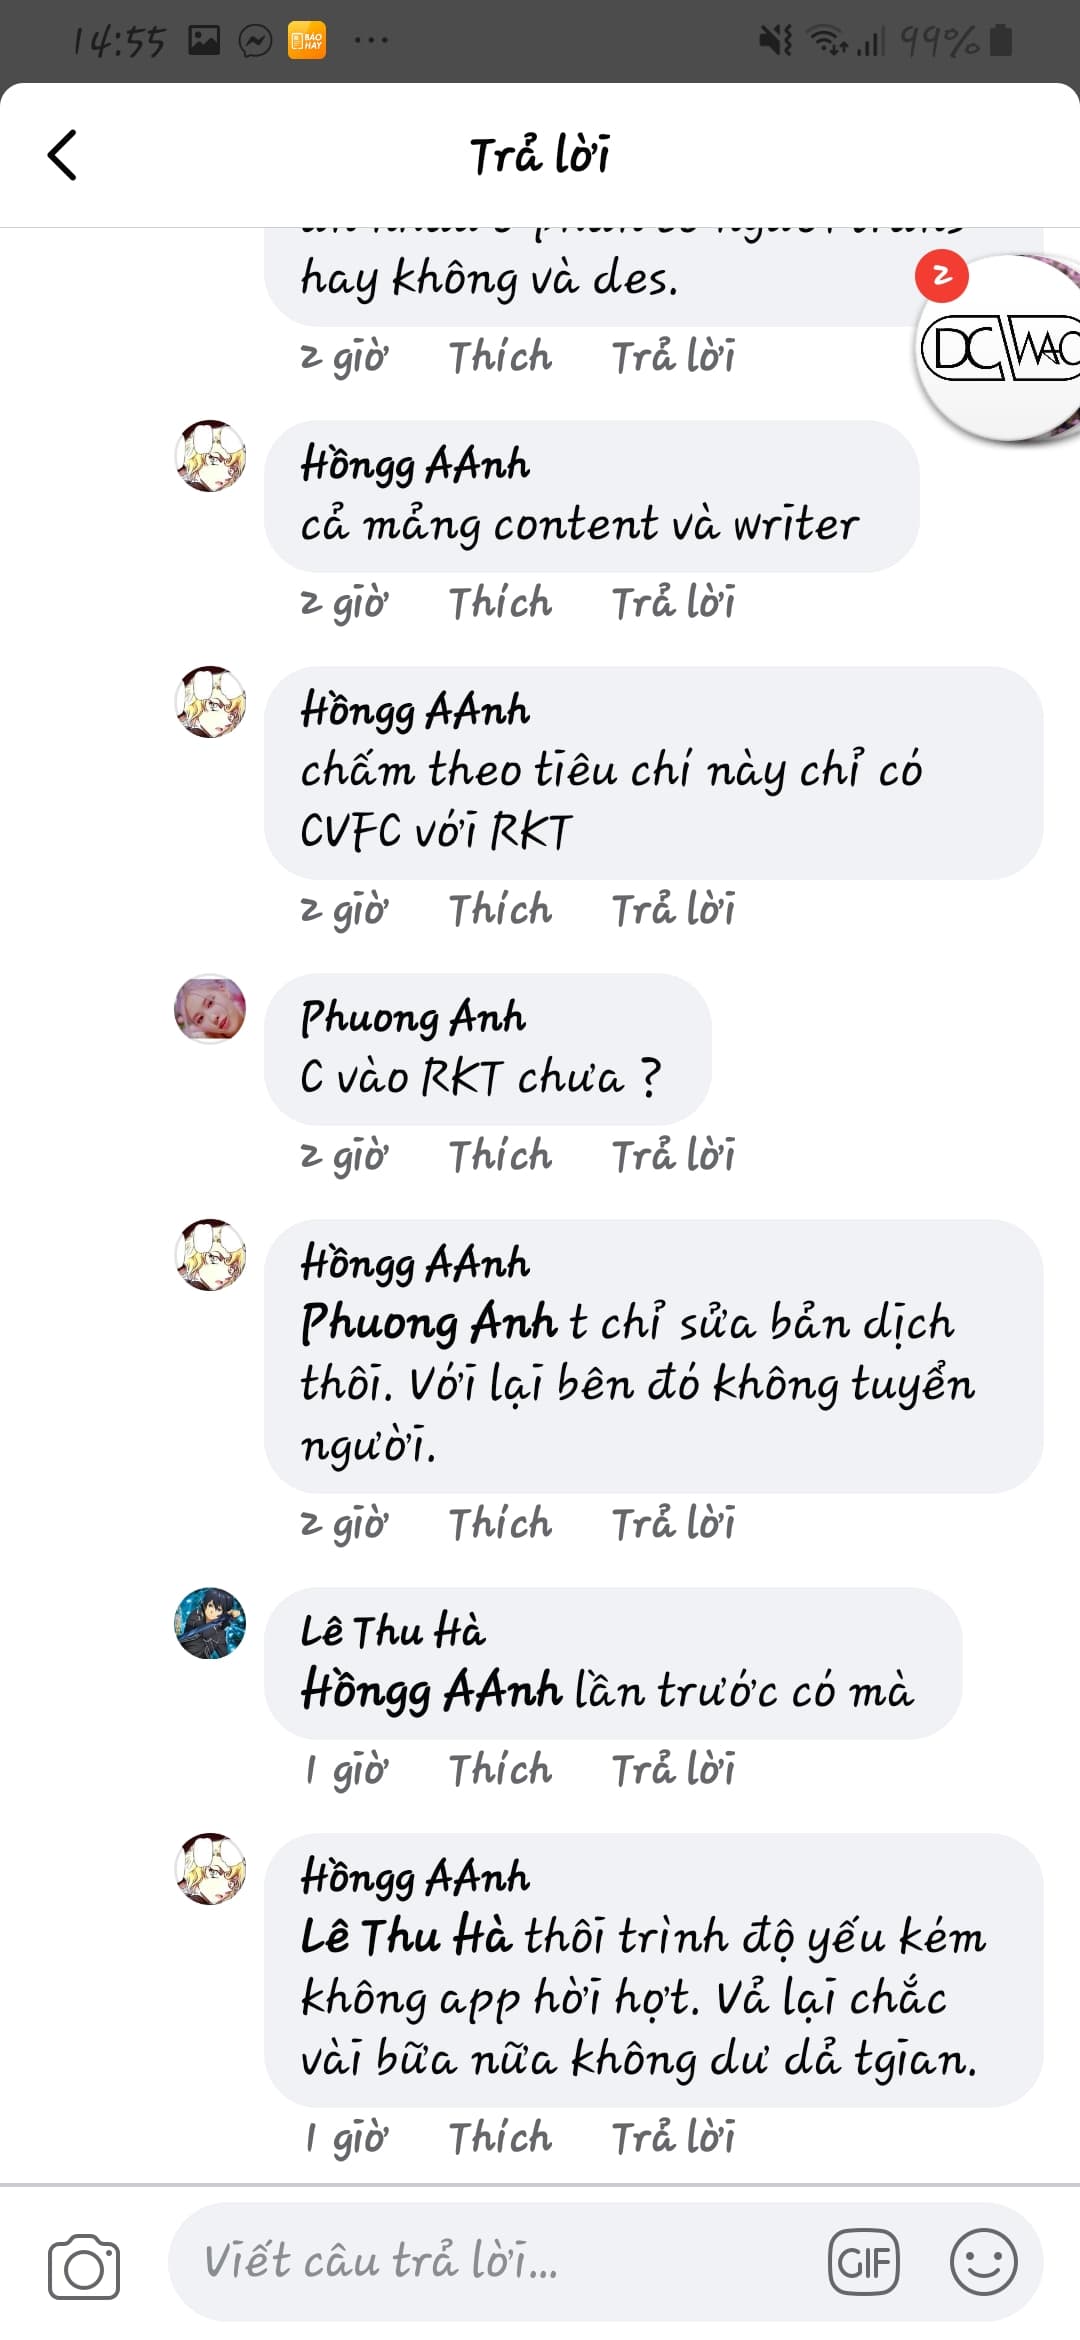 14:55
BÁO HAY
99%
Trả lời
hay không và des.
2 giờ Thích Trả lời
2
DC WAO
Hồngg AAnh
cả mảng content và writer
2 giờ Thích Trả lời
Hồngg AAnh
chấm theo tiêu chí này chỉ có
CVFC với RKT
2 giờ Thích Trả lời
Phuong Anh
C vào RKT chưa ?
2 giờ Thích Trả lời
Hồngg AAnh
Phuong Anh t chỉ sửa bản dịch
thôi. Với lại bên đó không tuyển
người.
2 giờ Thích Trả lời
Lê Thu Hà
Hồngg AAnh lần trước có mà
1 giờ Thích Trả lời
Hồngg AAnh
Lê Thu Hà thôi trình độ yếu kém
không app hời hợt. Vả lại chắc
vài bữa nữa không dư dả tgian.
1 giờ Thích Trả lời
Viết câu trả lời...
GIF